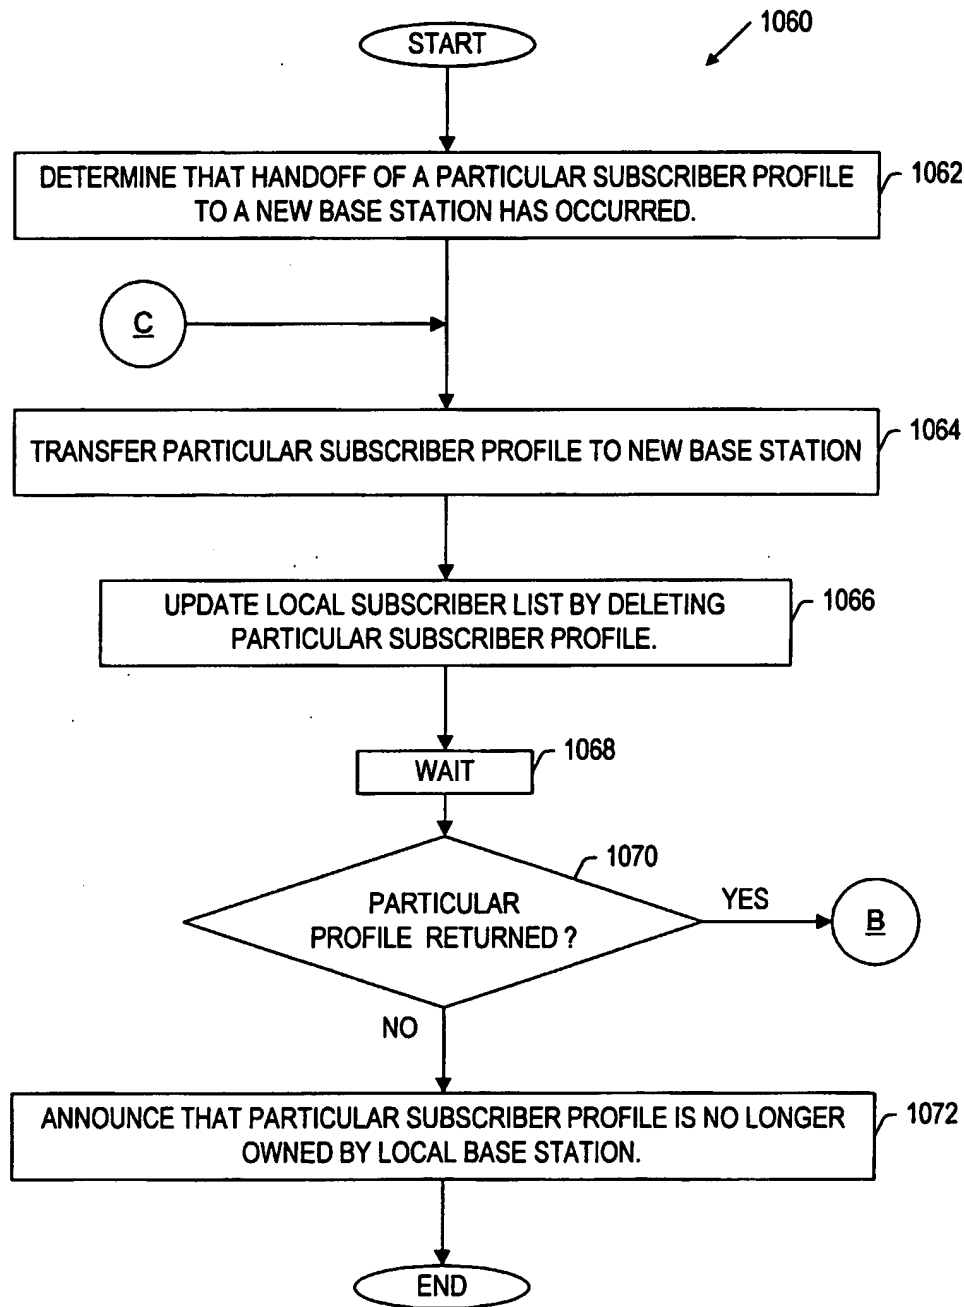 1060
START
DETERMINE THAT HANDOFF OF A PARTICULAR SUBSCRIBER PROFILE
TO A NEW BASE STATION HAS OCCURRED.
1062
C
TRANSFER PARTICULAR SUBSCRIBER PROFILE TO NEW BASE STATION
1064
UPDATE LOCAL SUBSCRIBER LIST BY DELETING
PARTICULAR SUBSCRIBER PROFILE.
1066
WAIT
1068
1070
PARTICULAR
PROFILE RETURNED ?
YES
B
NO
ANNOUNCE THAT PARTICULAR SUBSCRIBER PROFILE IS NO LONGER
OWNED BY LOCAL BASE STATION.
1072
END